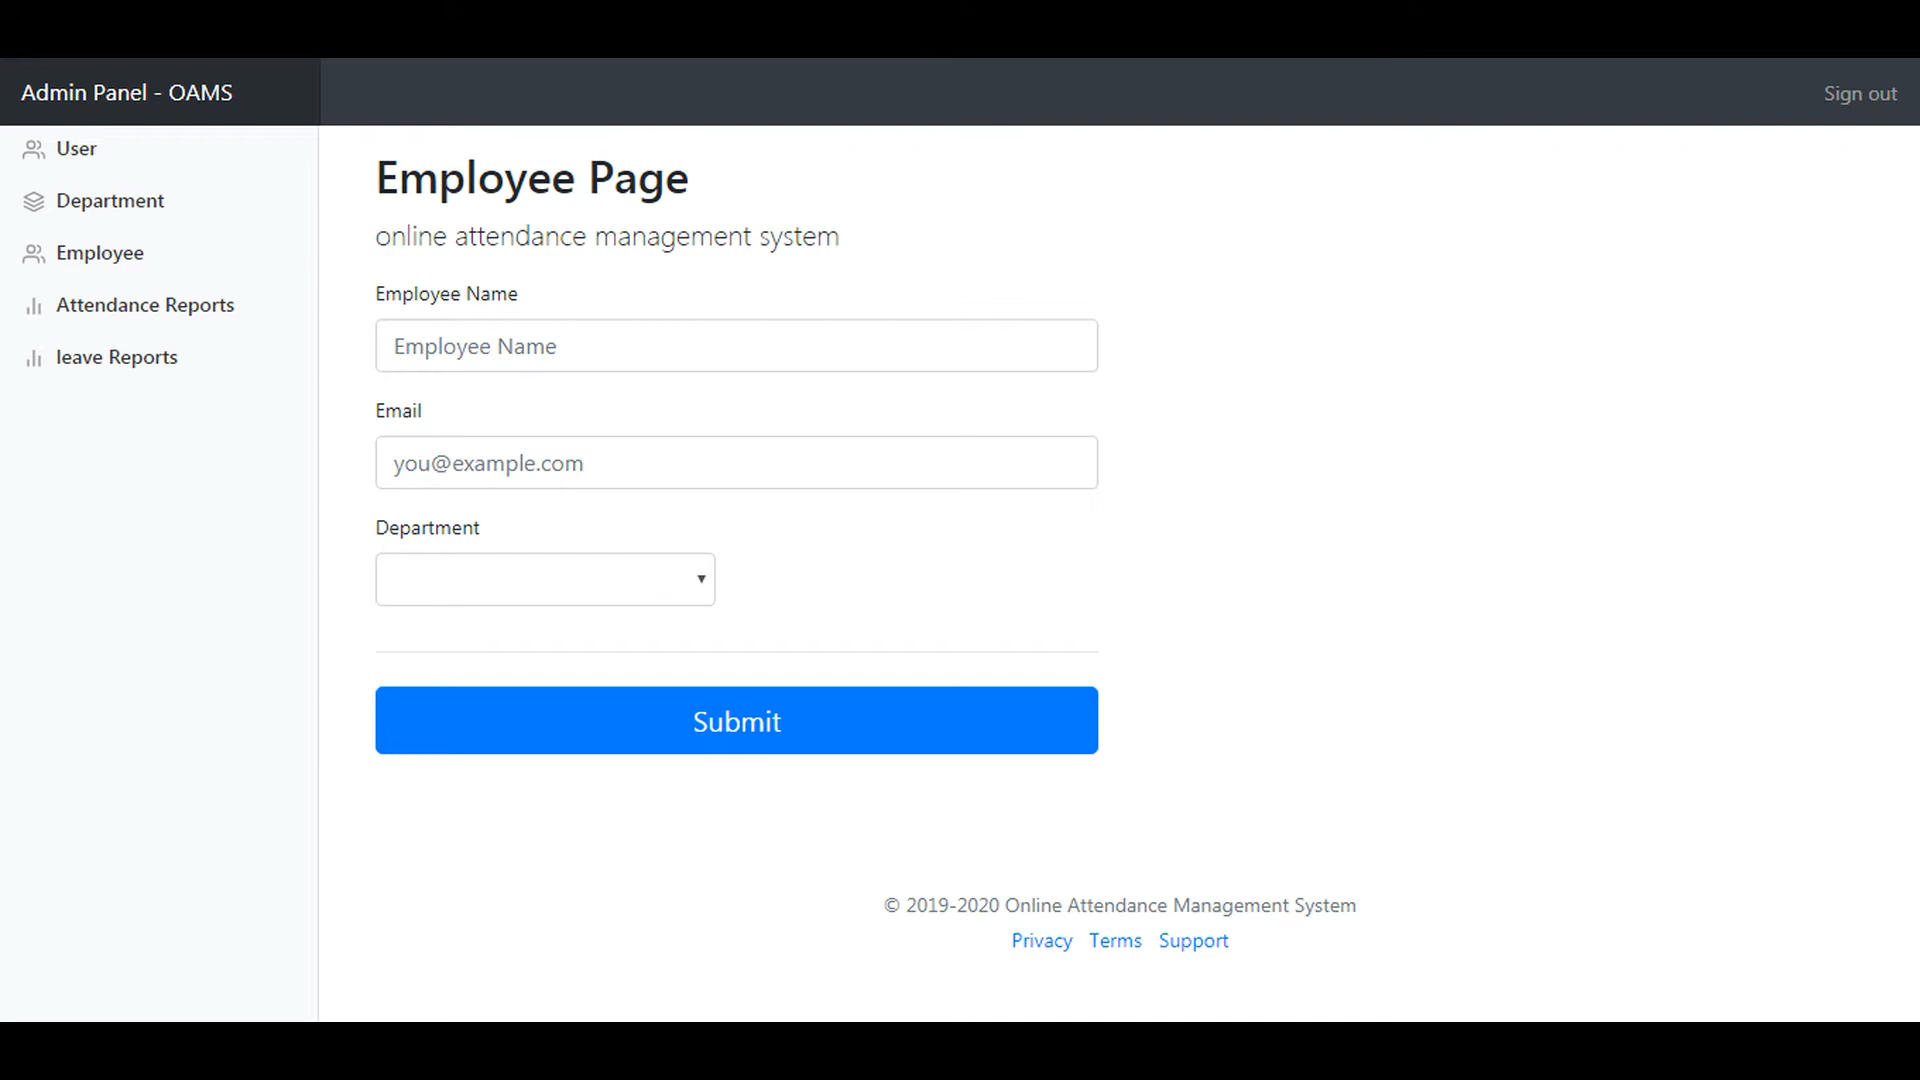 Admin Panel - OAMS
Sign out
User
Department
Employee
Attendance Reports
leave Reports
Employee Page
online attendance management system
Employee Name
Employee Name
Email
you@example.com
Department
Submit
© 2019-2020 Online Attendance Management System
Privacy Terms Support